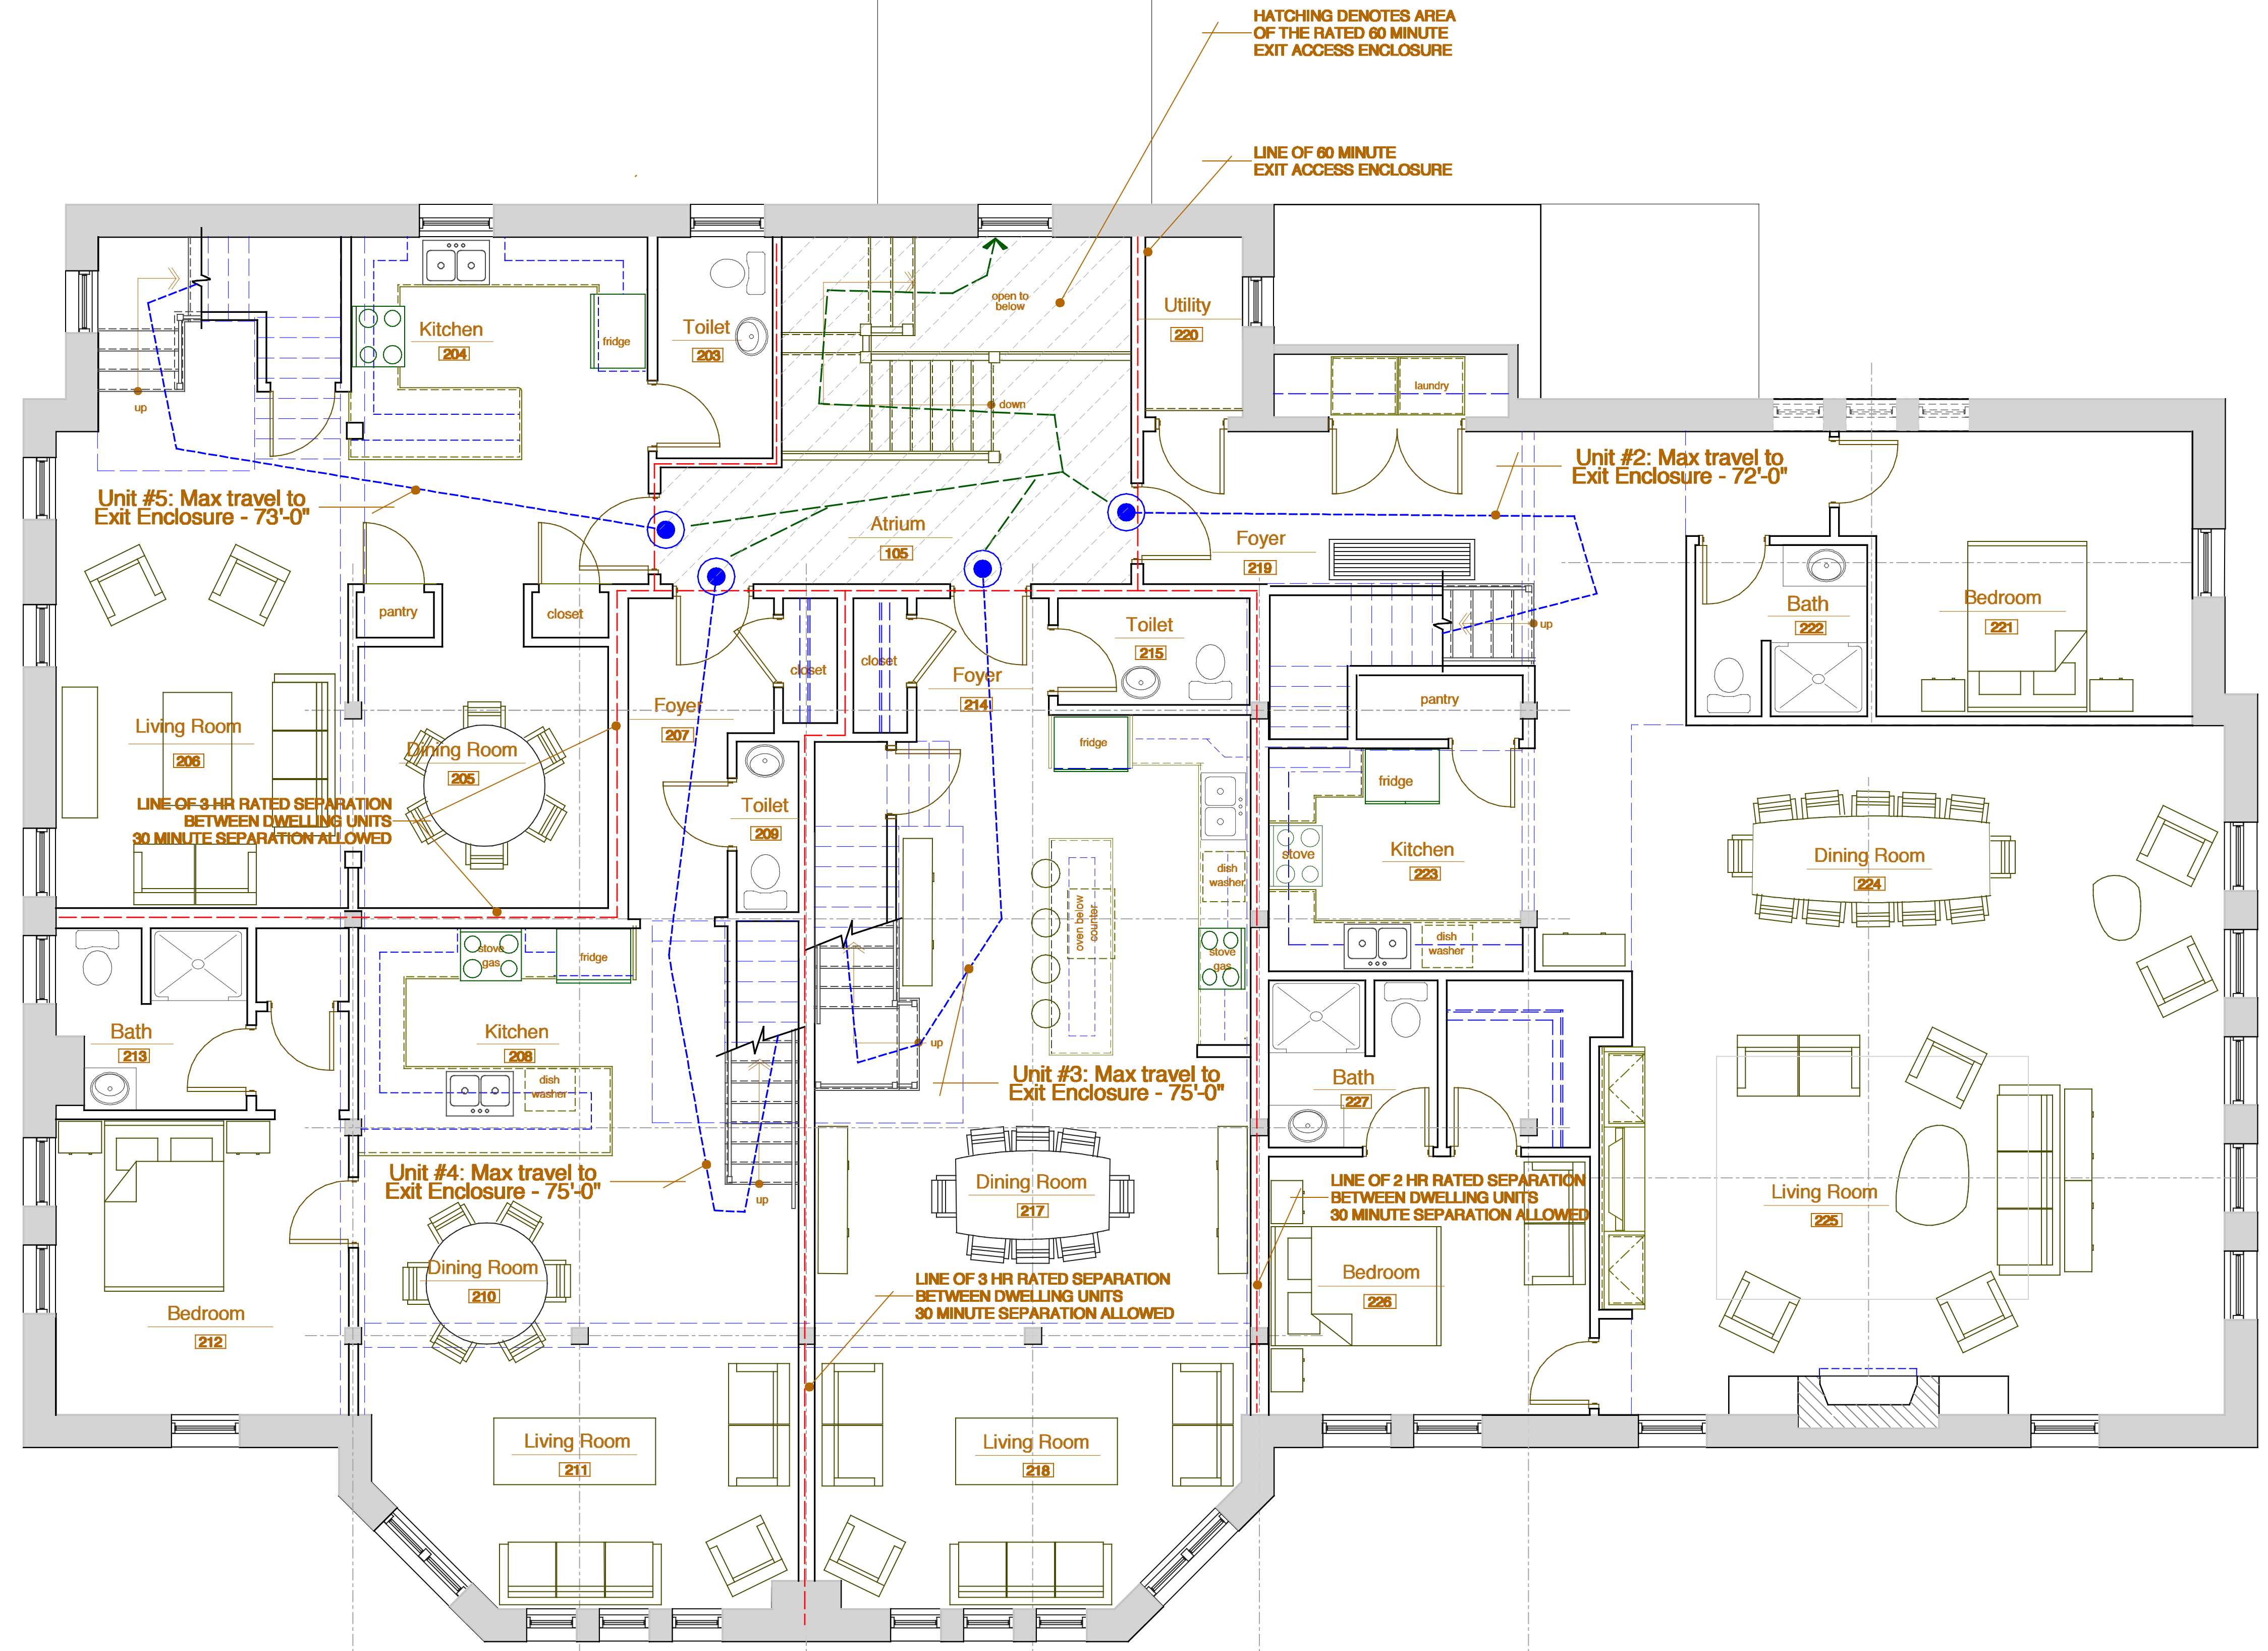 HATCHING DENOTES AREA
OF THE RATED 60 MINUTE
EXIT ACCESS ENCLOSURE
LINE OF 60 MINUTE
EXIT ACCESS ENCLOSURE
Kitchen
204
fridge
Toilet
203
open to
below
Utility
220
laundry
up
down
Unit #5: Max travel to
Exit Enclosure - 73'-0"
Unit #2: Max travel to
Exit Enclosure - 72'-0"
Atrium
105
Foyer
219
pantry
closet
Toilet
215
up
Bath
222
Bedroom
221
closet
closet
Foyer
214
Foyer
207
pantry
Living Room
206
Dining Room
205
fridge
fridge
LINE OF 3 HR RATED SEPARATION
BETWEEN DWELLING UNITS
30 MINUTE SEPARATION ALLOWED
Toilet
209
stove
Kitchen
223
Dining Room
224
dish
washer
oven below
counter
dish
washer
stove
gas
fridge
stove
gas
Bath
213
Kitchen
208
up
dish
washer
Unit #3: Max travel to
Exit Enclosure - 75'-0"
Bath
227
Unit #4: Max travel to
Exit Enclosure - 75'-0"
up
Dining Room
217
LINE OF 2 HR RATED SEPARATION
BETWEEN DWELLING UNITS
30 MINUTE SEPARATION ALLOWED
Living Room
225
Dining Room
210
Bedroom
212
LINE OF 3 HR RATED SEPARATION
BETWEEN DWELLING UNITS
30 MINUTE SEPARATION ALLOWED
Bedroom
226
Living Room
211
Living Room
218